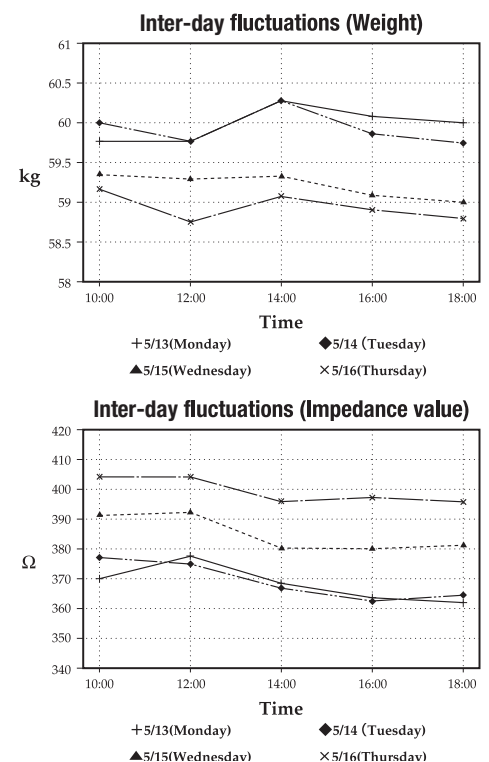 Inter-day fluctuations (Weight)
61
60.5
60
59.5
kg
59
58.5
58
10:00 12:00 14:00 16:00 18:00
Time
+5/13(Monday) ◆5/14 (Tuesday)
▲5/15(Wednesday) ×5/16(Thursday)
Inter-day fluctuations (Impedance value)
420
410
400
390
380
Ω
370
360
350
340
10:00 12:00 14:00 16:00 18:00
Time
+5/13(Monday) ◆5/14 (Tuesday)
▲5/15(Wednesday) ×5/16(Thursday)